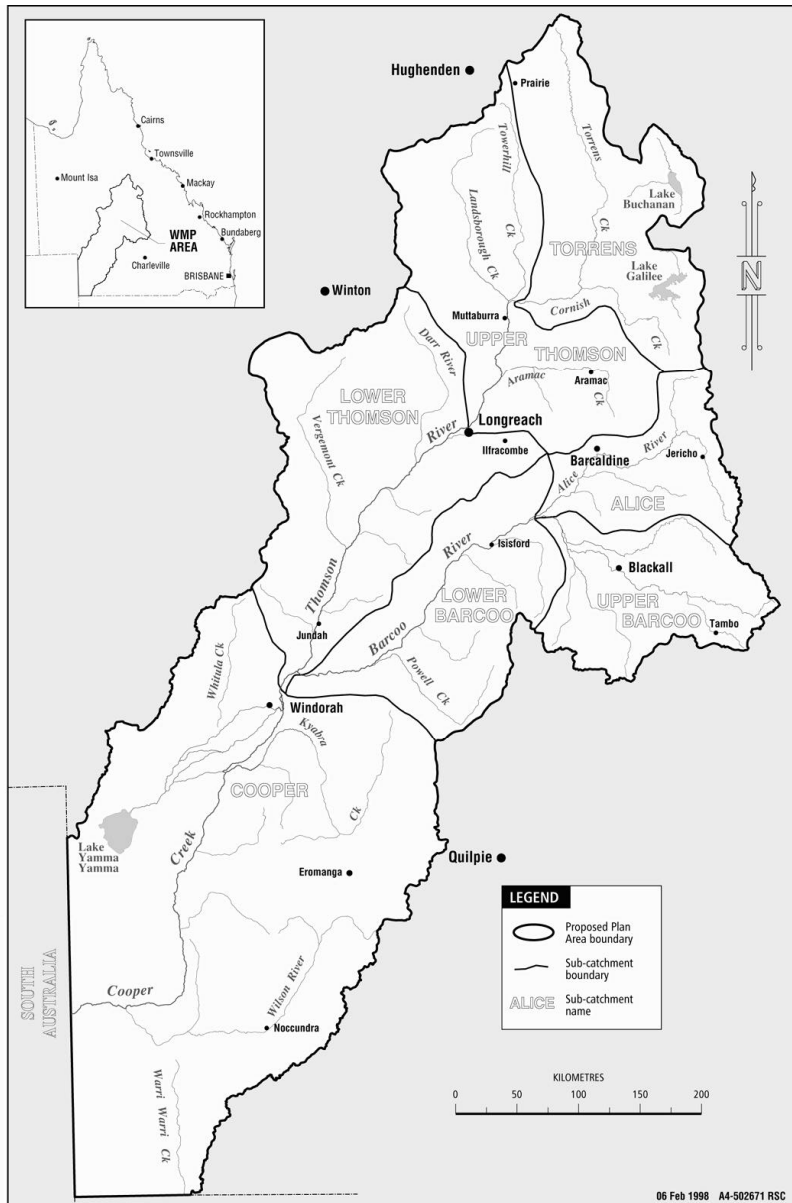 Cairns
Townsville
Mount Isa
Mackay
Rockhampton
WMP
AREA
Bundaberg
Charleville
BRISBANE
Hughenden
Prairie
Towerhill
Ck
Torrens
Ck
Landsborough Ck
Lake
Buchanan
TORRENS
Lake
Galilee
N
Winton
Muttaburra
Cornish
Ck
UPPER
THOMSON
Darr River
Aramac
Ck
Aramac
LOWER
THOMSON
Vergemont Ck
River
Longreach
Ilfracombe
Barcaldine
River
Alice
Jericho
ALICE
River
Isisford
Blackall
Thomson
LOWER
BARCOO
UPPER
BARCOO
Tambo
Jundah
Barcoo
Powell
Ck
Whitula Ck
Windorah
Kyabra
Ck
COOPER
Creek
Lake
Yamma
Yamma
Eromanga
Quilpie
LEGEND
Proposed Plan
Area boundary
Sub-catchment
boundary
ALICE
Sub-catchment
name
SOUTH
AUSTRALIA
Cooper
Wilson River
Noccundra
Warri Warri Ck
KILOMETRES
0 50 100 150 200
06 Feb 1998 A4-502671 RSC